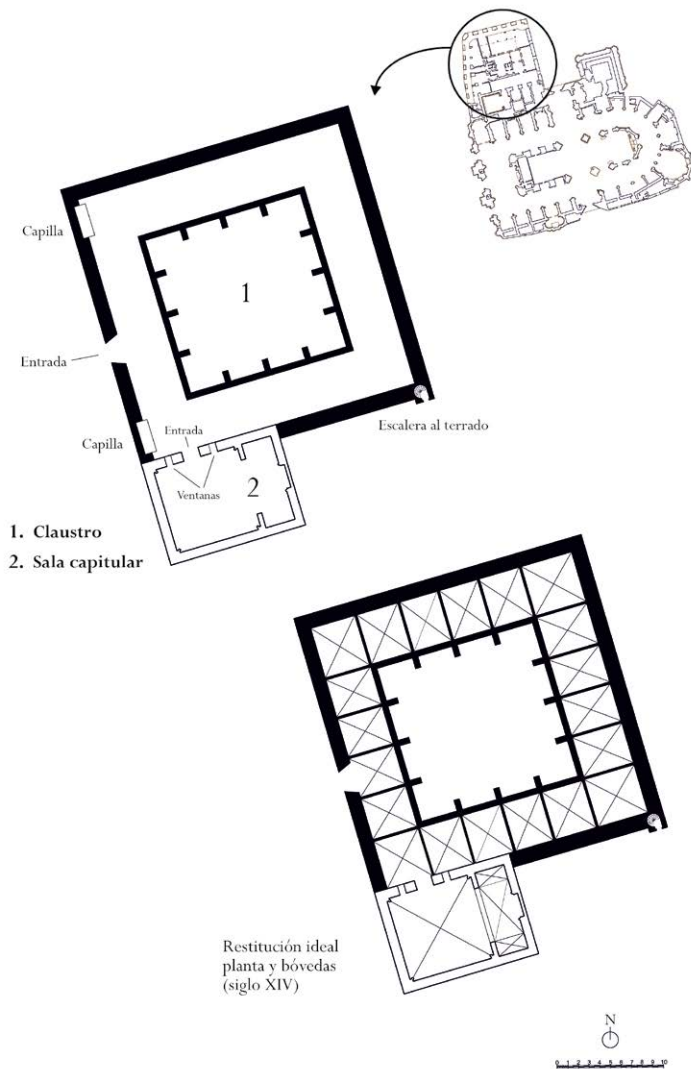 Capilla
1
Entrada
Capilla
Entrada
Escalera al terrado
Ventanas
2
1. Claustro
2. Sala capitular
Restitución ideal
planta y bóvedas
(siglo XIV)
N
0 1 2 3 4 5 6 7 8 9 10